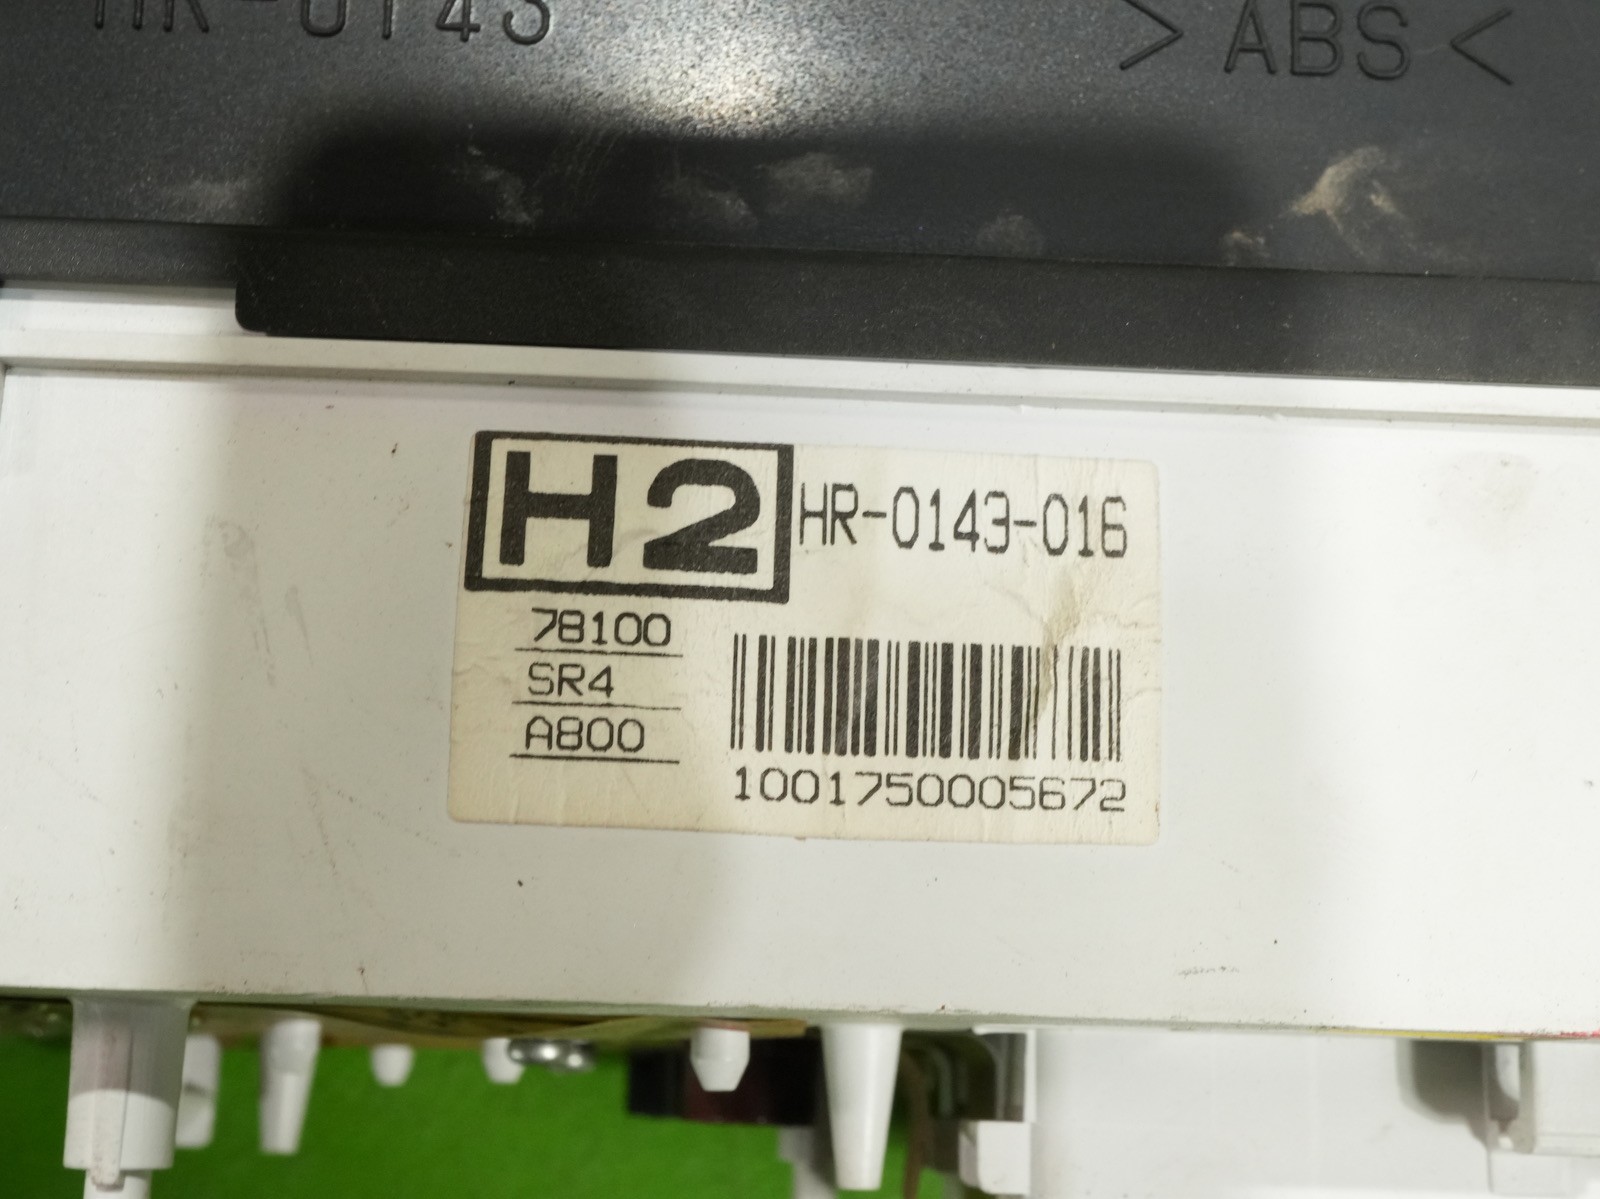 HR-0143
> ABS <
H2 HR-0143-016
78100
SR4
A800
1001750005672